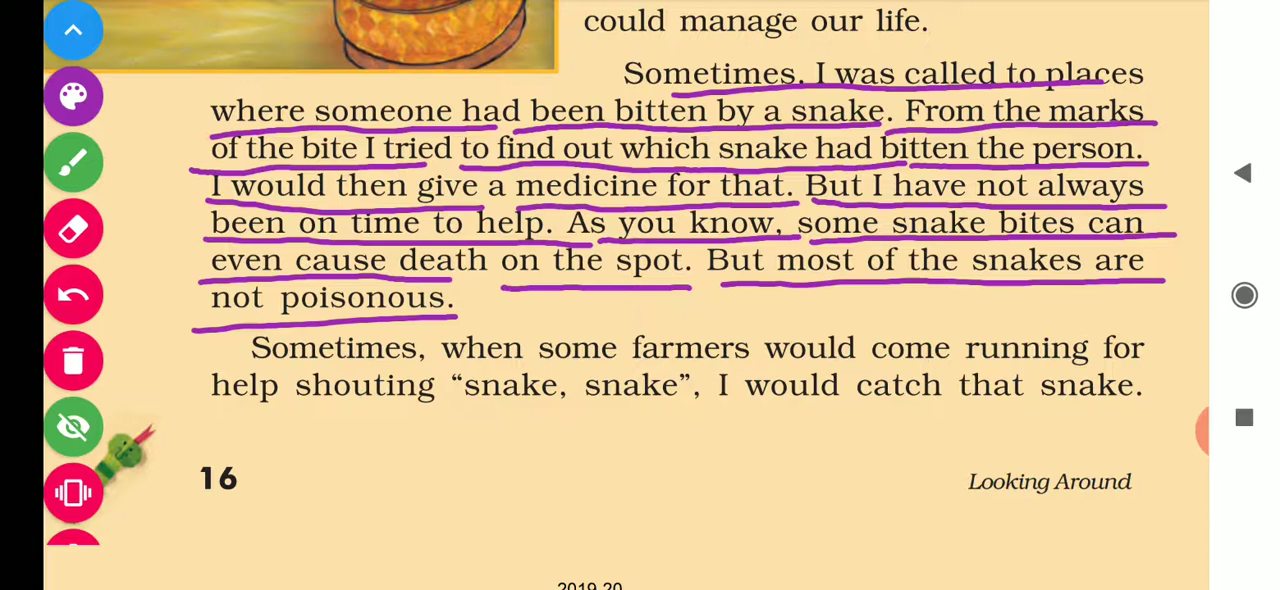 could manage our life.
Sometimes, I was called to places
where someone had been bitten by a snake. From the marks
of the bite I tried to find out which snake had bitten the person.
I would then give a medicine for that. But I have not always
been on time to help. As you know, some snake bites can
even cause death on the spot. But most of the snakes are
not poisonous.
Sometimes, when some farmers would come running for
help shouting “snake, snake”, I would catch that snake.
16
Looking Around
2019-20